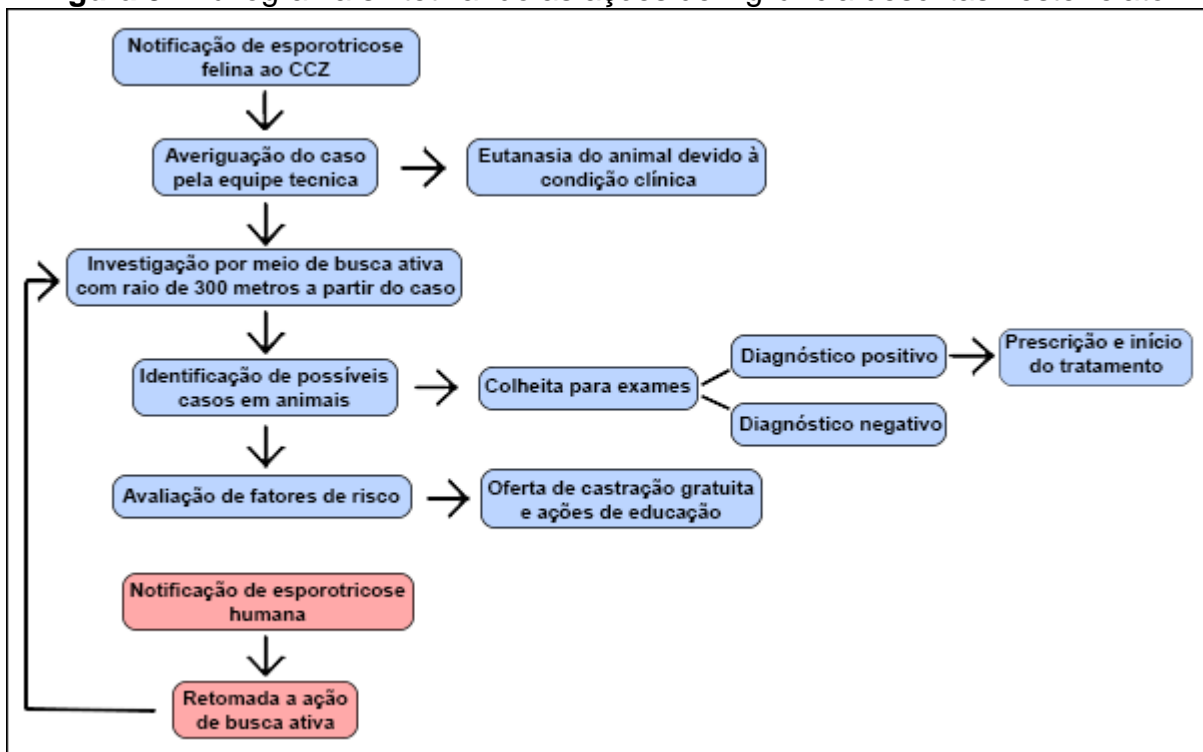 Notificação de esporotricose
felina ao CCZ
Averiguação do caso
pela equipe tecnica
Eutanasia do animal devido à
condição clínica
Investigação por meio de busca ativa
com raio de 300 metros a partir do caso
Identificação de possíveis
casos em animais
Colheita para exames
Diagnóstico positivo
Prescrição e início
do tratamento
Diagnóstico negativo
Avaliação de fatores de risco
Oferta de castração gratuita
e ações de educação
Notificação de esporotricose
humana
Retomada a ação
de busca ativa